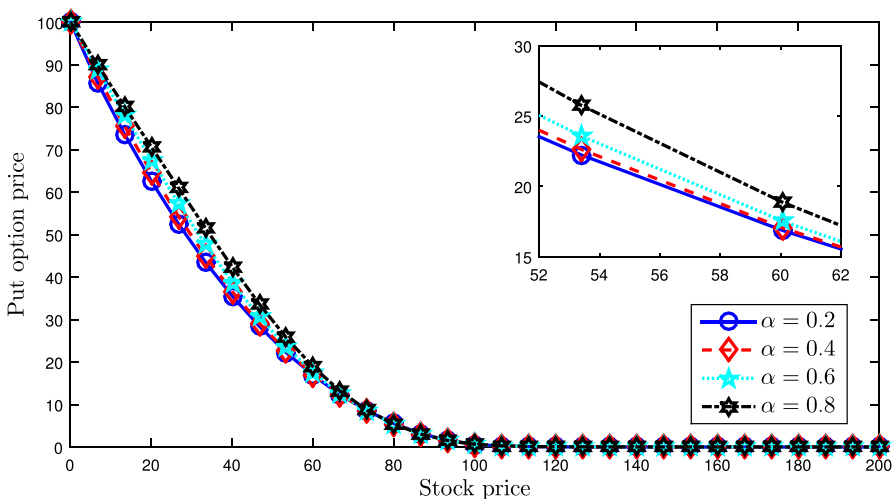 Put option price
100
90
80
70
60
50
40
30
20
10
0
0 20 40 60 80 100 120 140 160 180 200
Stock price
30
25
20
15
52 54 56 58 60 62
α = 0.2
α = 0.4
α = 0.6
α = 0.8